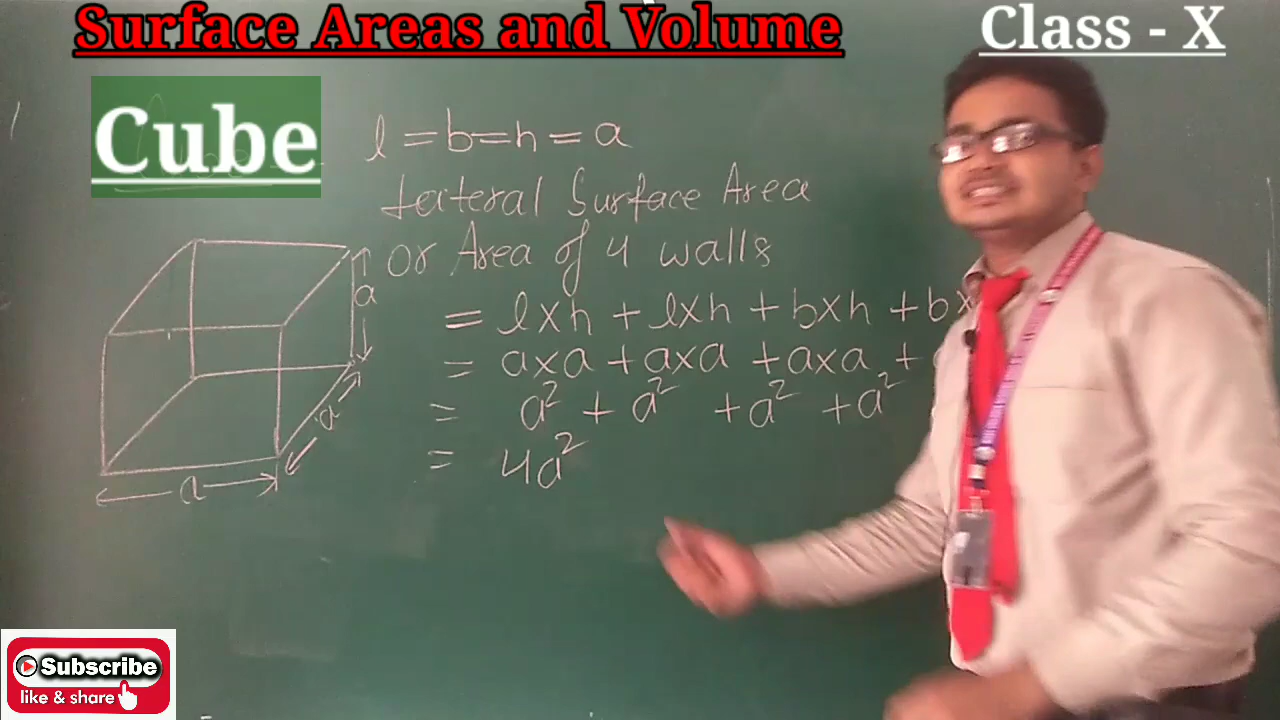 Surface Areas and Volume
Class - X
Cube
l = b = h = a
Lateral Surface Area
or Area of 4 walls
= l x h + l x h + b x h + b x
= a x a + a x a + a x a +
= a² + a² + a² + a²
= 4a²
a
a
a
Subscribe
like & share